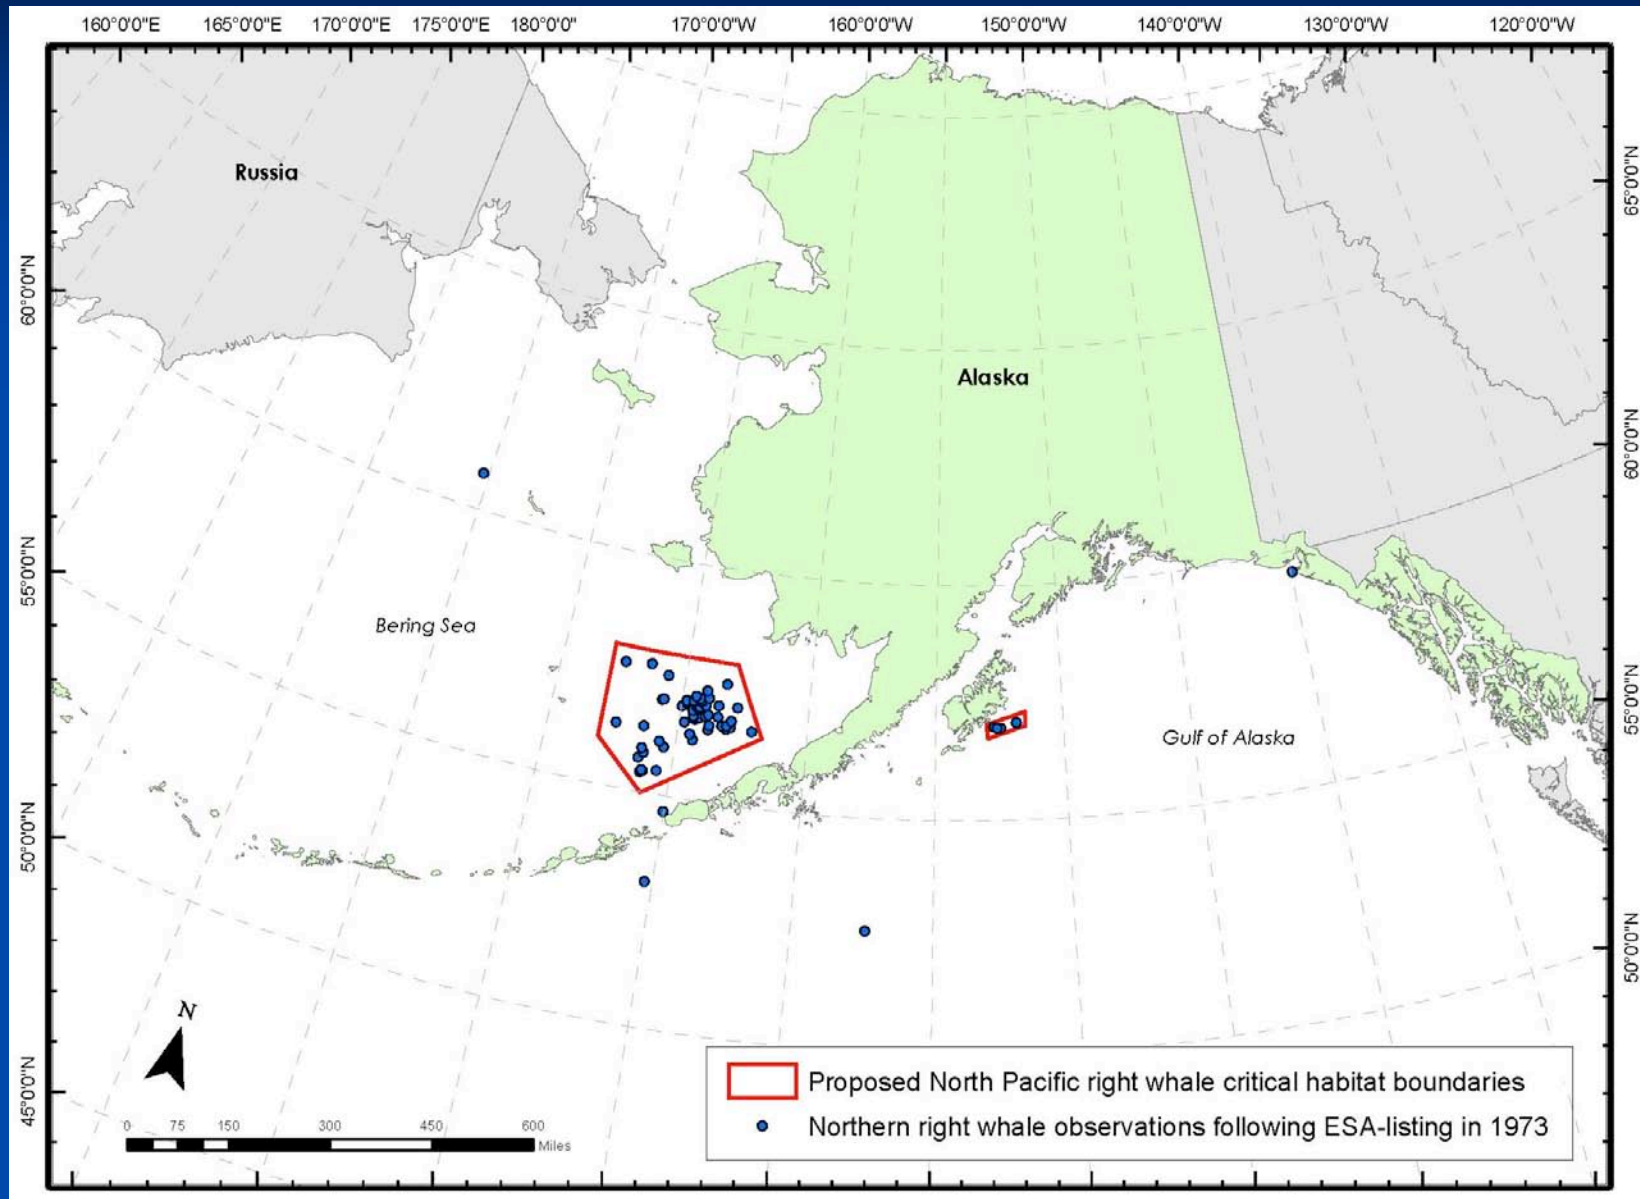 160°0'0"E 165°0'0"E 170°0'0"E 175°0'0"E 180°0'0" 170°0'0"W 160°0'0"W 150°0'0"W 140°0'0"W 130°0'0"W 120°0'0"W
65°0'0"N
Russia
60°0'0"N
Alaska
60°0'0"N
55°0'0"N
Bering Sea
55°0'0"N
Gulf of Alaska
50°0'0"N
50°0'0"N
N
45°0'0"N
Proposed North Pacific right whale critical habitat boundaries
Northern right whale observations following ESA-listing in 1973
0 75 150 300 450 600
Miles